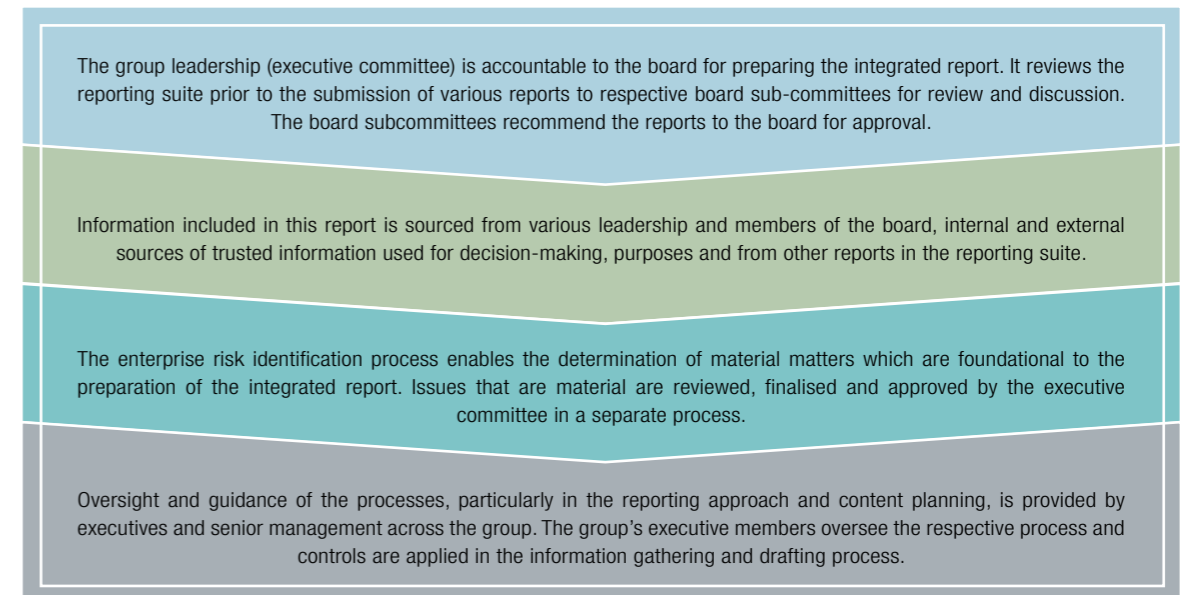 The group leadership (executive committee) is accountable to the board for preparing the integrated report. It reviews the
reporting suite prior to the submission of various reports to respective board sub-committees for review and discussion.
The board subcommittees recommend the reports to the board for approval.
Information included in this report is sourced from various leadership and members of the board, internal and external
sources of trusted information used for decision-making, purposes and from other reports in the reporting suite.
The enterprise risk identification process enables the determination of material matters which are foundational to the
preparation of the integrated report. Issues that are material are reviewed, finalised and approved by the executive
committee in a separate process.
Oversight and guidance of the processes, particularly in the reporting approach and content planning, is provided by
executives and senior management across the group. The group’s executive members oversee the respective process and
controls are applied in the information gathering and drafting process.